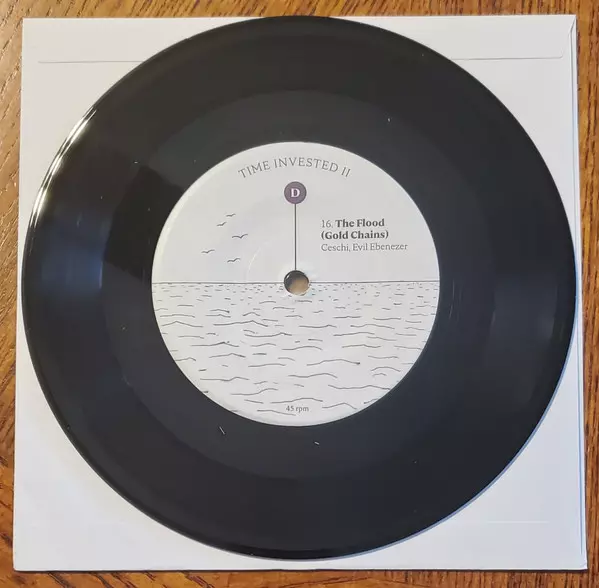 TIME INVESTED II
D
16. The Flood
(Gold Chains)
Ceschi, Evil Ebenezer
45 rpm